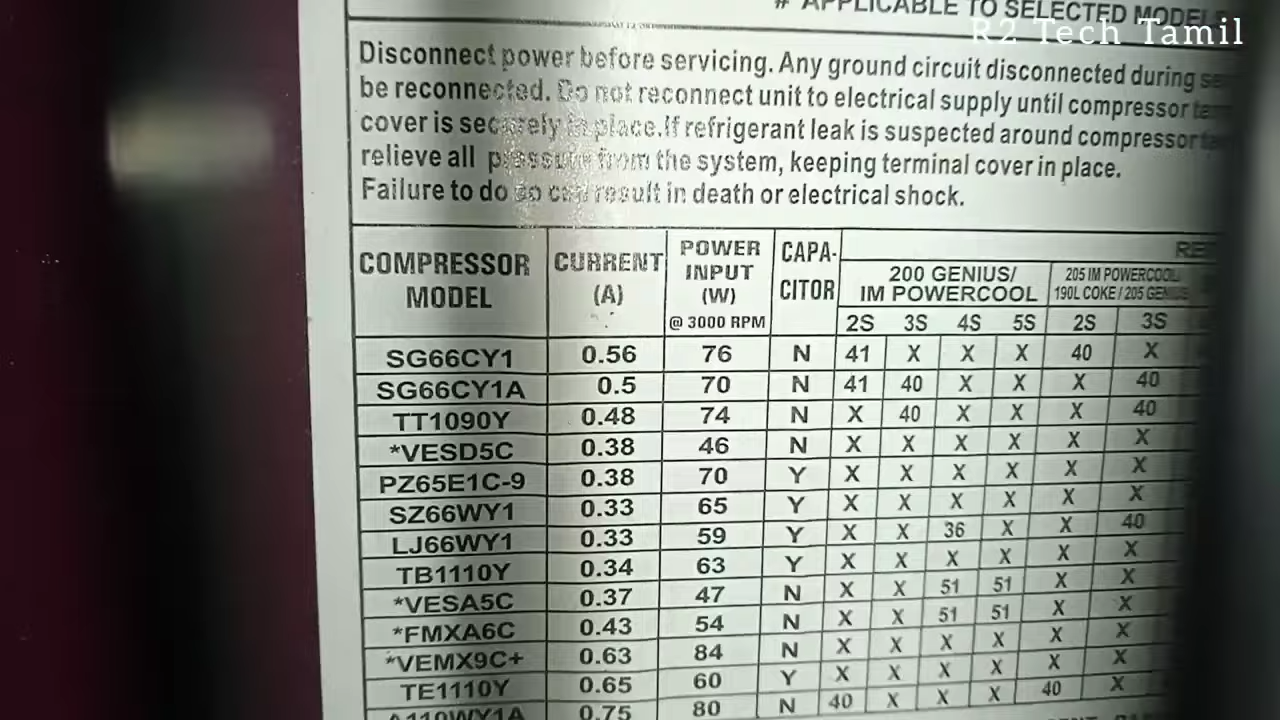 # APPLICABLE TO SELECTED MODELS
R2 Tech Tamil
Disconnect power before servicing. Any ground circuit disconnected during
be reconnected. Do not reconnect unit to electrical supply until compressor
cover is securely in place.If refrigerant leak is suspected around compressor
relieve all pressure from the system, keeping terminal cover in place.
Failure to do so can result in death or electrical shock.
COMPRESSOR MODEL CURRENT (A) POWER INPUT (W) @ 3000 RPM CAPA-CITOR
200 GENIUS/ IM POWERCOOL 205 IM POWERCOOL/ 190L COKE / 205 GENIUS
2S 3S 4S 5S 2S 3S
SG66CY1 0.56 76 N 41 X X X 40 X
SG66CY1A 0.5 70 N 41 40 X X X 40
TT1090Y 0.48 74 N X 40 X X X 40
*VESD5C 0.38 46 N X X X X X X
PZ65E1C-9 0.38 70 Y X X X X X X
SZ66WY1 0.33 65 Y X X X X X X
LJ66WY1 0.33 59 Y X X 36 X X 40
TB1110Y 0.34 63 Y X X X X X X
*VESA5C 0.37 47 N X X 51 51 X X
*FMXA6C 0.43 54 N X X 51 51 X X
*VEMX9C+ 0.63 84 N X X X X X X
TE1110Y 0.65 60 Y X X X X X X
A110WY1A 0.75 80 N 40 X X X 40 X